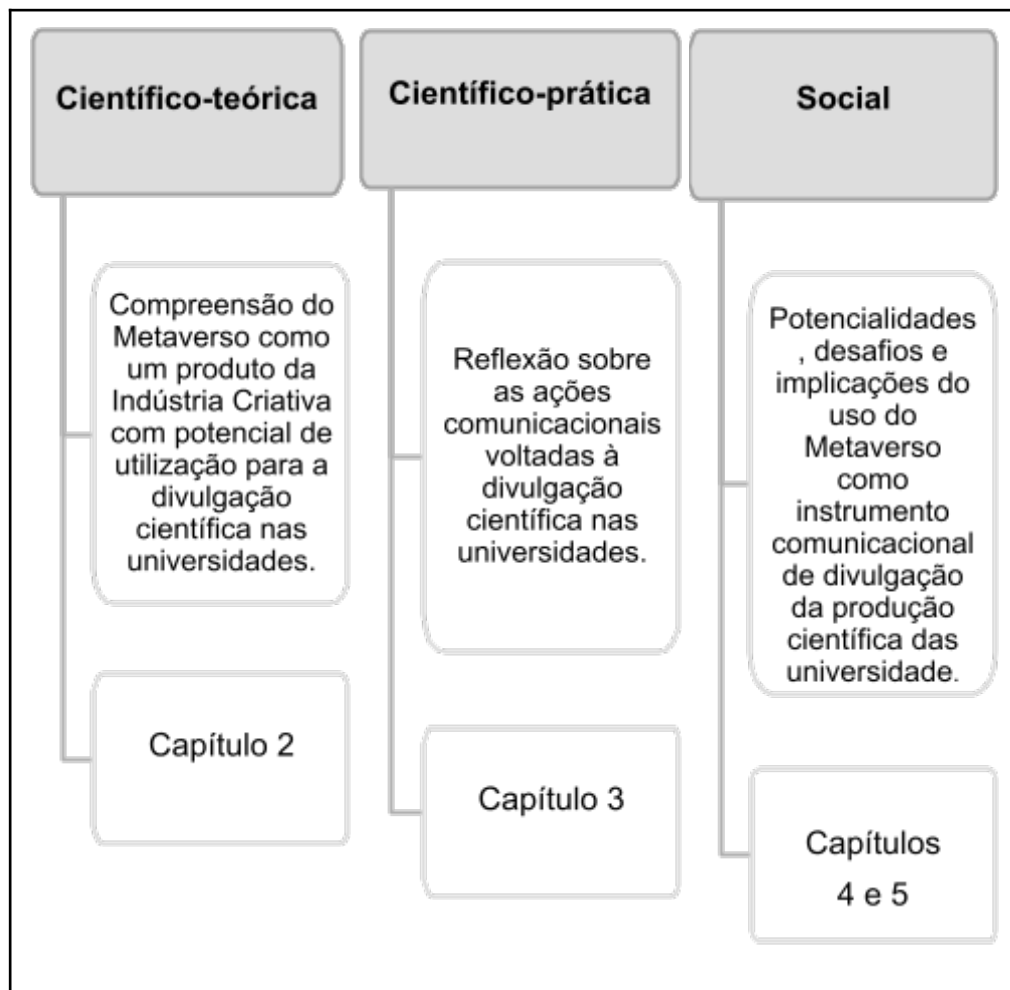 Científico-teórica
Compreensão do
Metaverso como
um produto da
Indústria Criativa
com potencial de
utilização para a
divulgação
científica nas
universidades.
Capítulo 2
Científico-prática
Reflexão sobre
as ações
comunicacionais
voltadas à
divulgação
científica nas
universidades.
Capítulo 3
Social
Potencialidades
, desafios e
implicações do
uso do
Metaverso
como
instrumento
comunicacional
de divulgação
da produção
científica das
universidade.
Capítulos
4 e 5